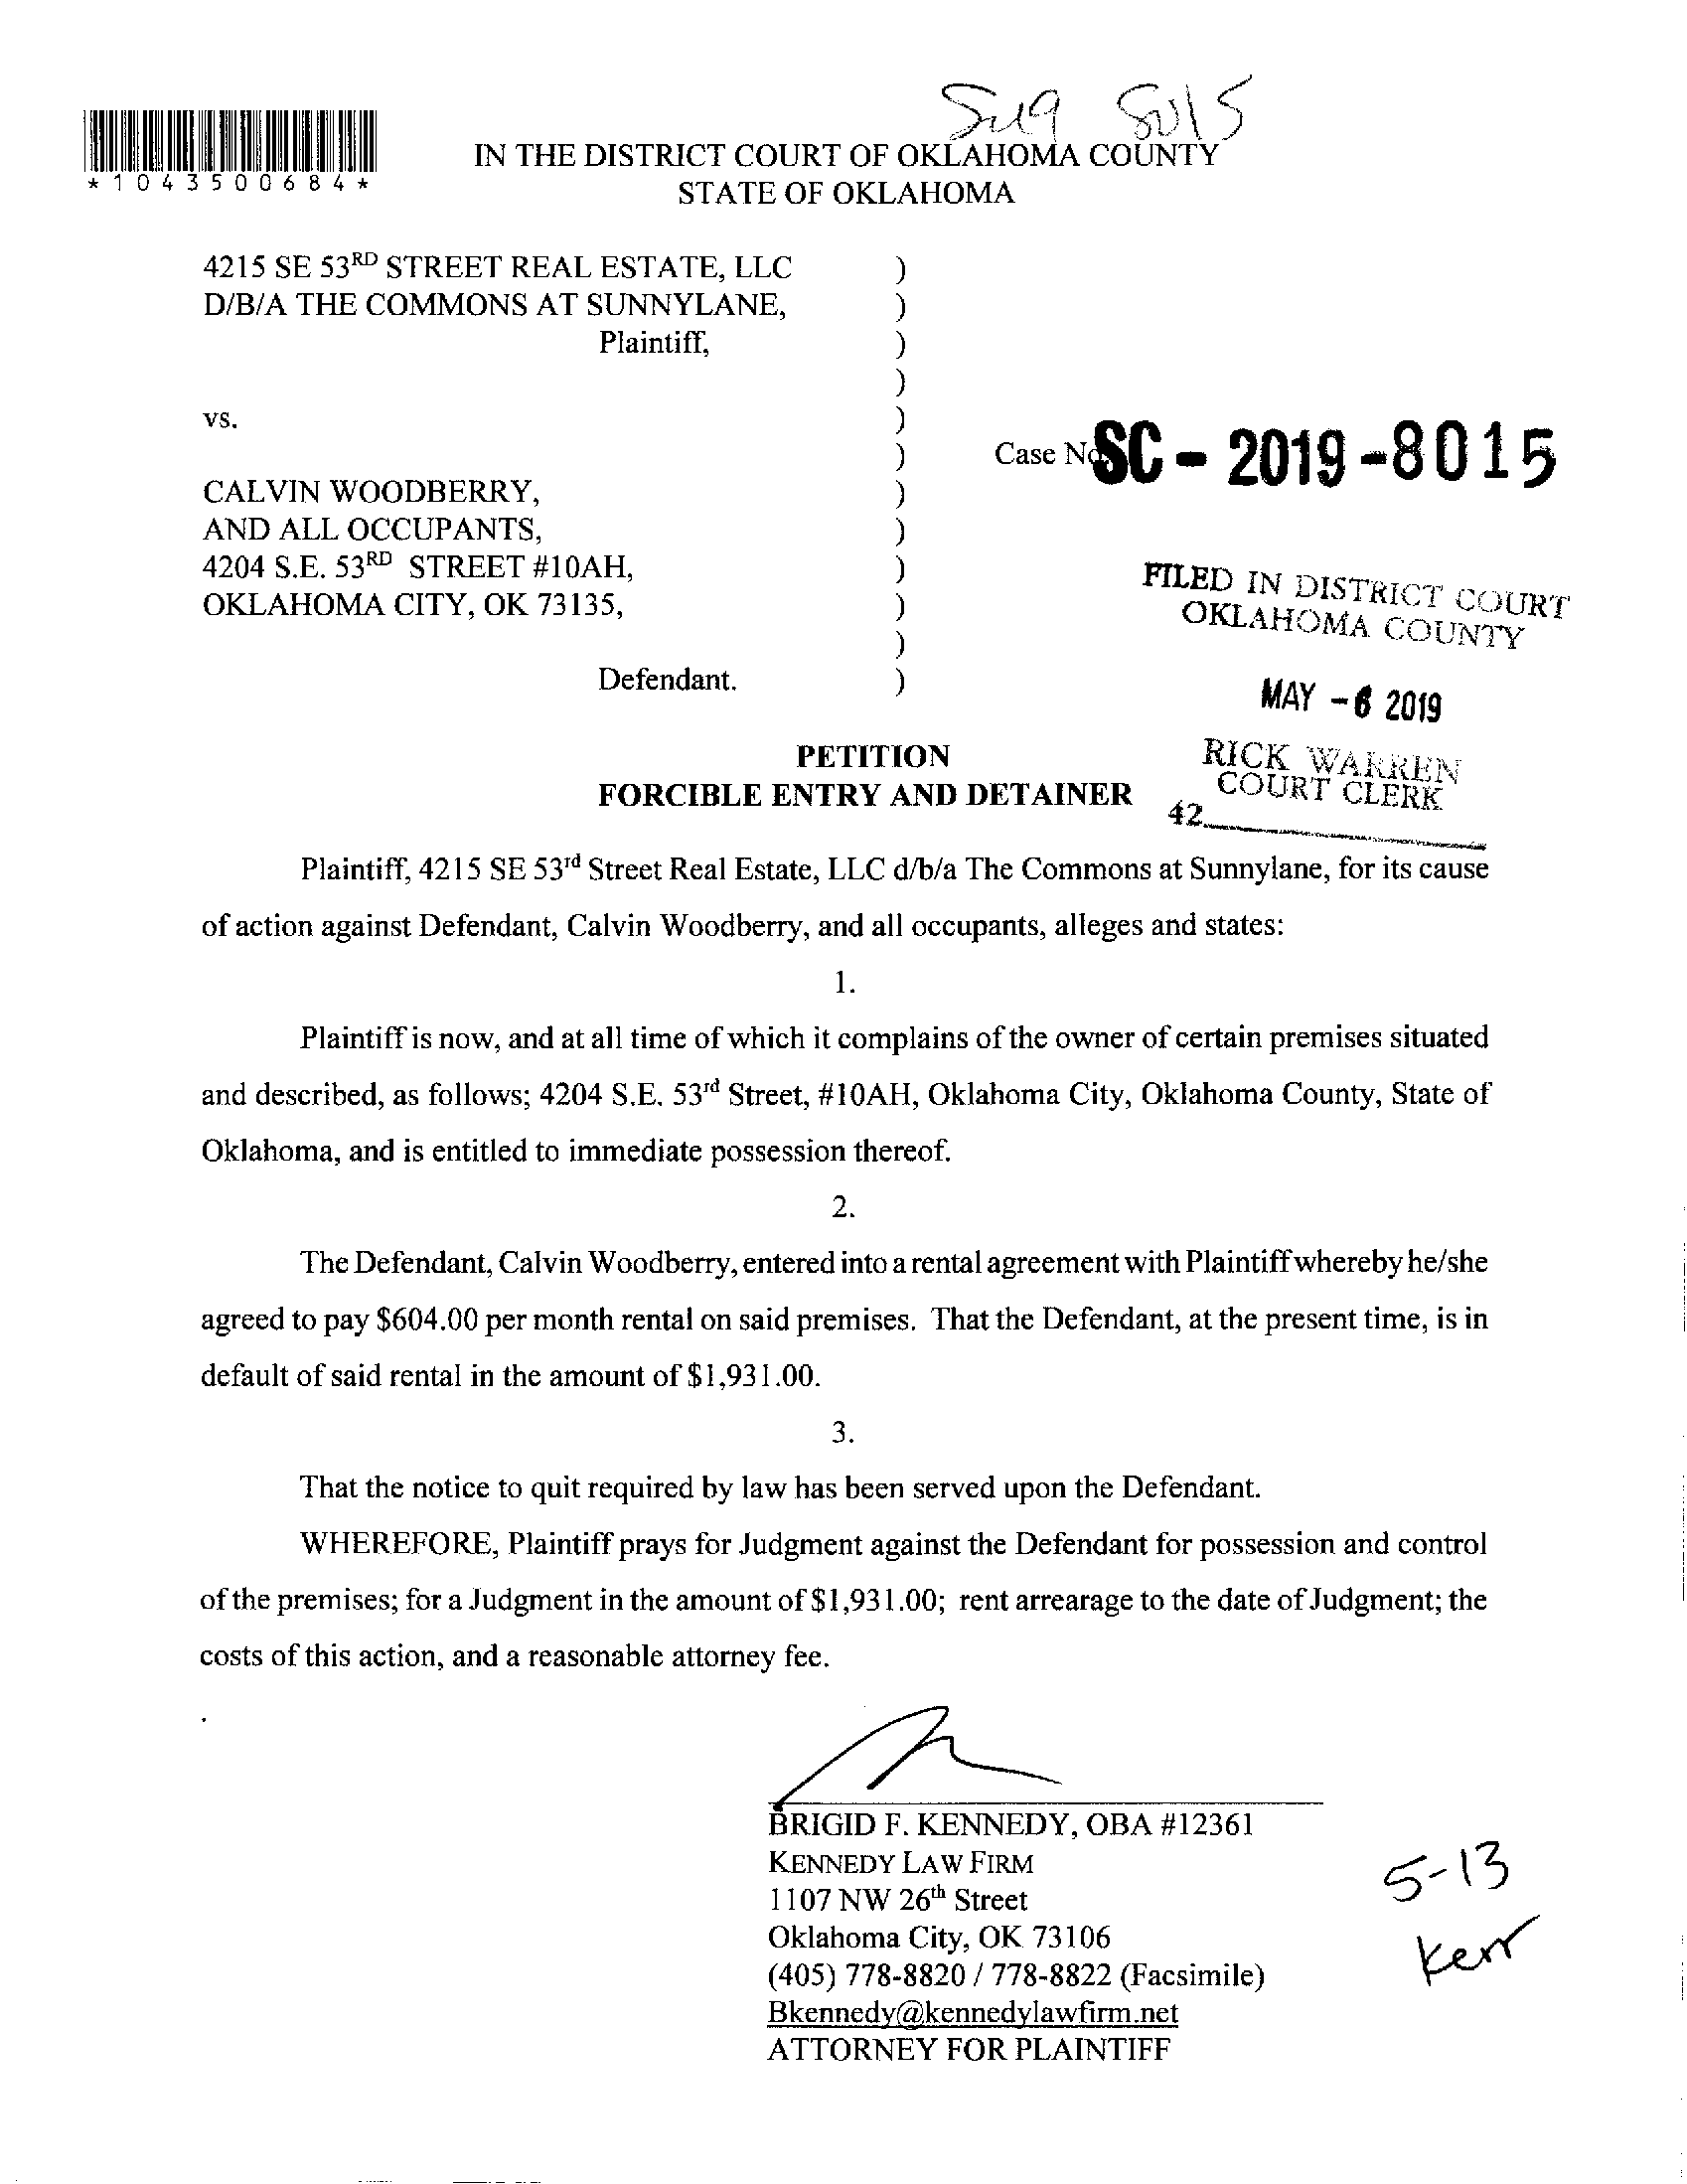 Sc19 8015
*1043500684*
IN THE DISTRICT COURT OF OKLAHOMA COUNTY
STATE OF OKLAHOMA
4215 SE 53RD STREET REAL ESTATE, LLC )
D/B/A THE COMMONS AT SUNNYLANE, )
Plaintiff, )
)
vs. )
) Case No. SC - 2019 - 8015
CALVIN WOODBERRY, )
AND ALL OCCUPANTS, )
4204 S.E. 53RD STREET #10AH, )
OKLAHOMA CITY, OK 73135, )
)
Defendant. )
FILED IN DISTRICT COURT
OKLAHOMA COUNTY
MAY - 6 2019
RICK WARREN
COURT CLERK
42
PETITION
FORCIBLE ENTRY AND DETAINER
Plaintiff, 4215 SE 53rd Street Real Estate, LLC d/b/a The Commons at Sunnylane, for its cause
of action against Defendant, Calvin Woodberry, and all occupants, alleges and states:
1.
Plaintiff is now, and at all time of which it complains of the owner of certain premises situated
and described, as follows; 4204 S.E. 53rd Street, #10AH, Oklahoma City, Oklahoma County, State of
Oklahoma, and is entitled to immediate possession thereof.
2.
The Defendant, Calvin Woodberry, entered into a rental agreement with Plaintiff whereby he/she
agreed to pay $604.00 per month rental on said premises. That the Defendant, at the present time, is in
default of said rental in the amount of $1,931.00.
3.
That the notice to quit required by law has been served upon the Defendant.
WHEREFORE, Plaintiff prays for Judgment against the Defendant for possession and control
of the premises; for a Judgment in the amount of $1,931.00; rent arrearage to the date of Judgment; the
costs of this action, and a reasonable attorney fee.
BRIGID F. KENNEDY, OBA #12361
KENNEDY LAW FIRM
1107 NW 26th Street
Oklahoma City, OK 73106
(405) 778-8820 / 778-8822 (Facsimile)
Bkennedy@kennedylawfirm.net
ATTORNEY FOR PLAINTIFF
5-13
Kerr